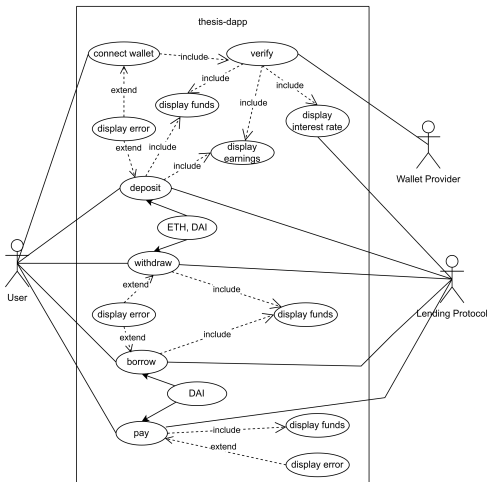 thesis-dapp
connect wallet
include
verify
extend
include
include
include
display funds
display
interest rate
display error
extend
include
include
display
earnings
Wallet Provider
deposit
ETH, DAI
withdraw
User
extend
include
Lending Protocol
display error
display funds
extend
include
borrow
DAI
pay
include
display funds
extend
display error